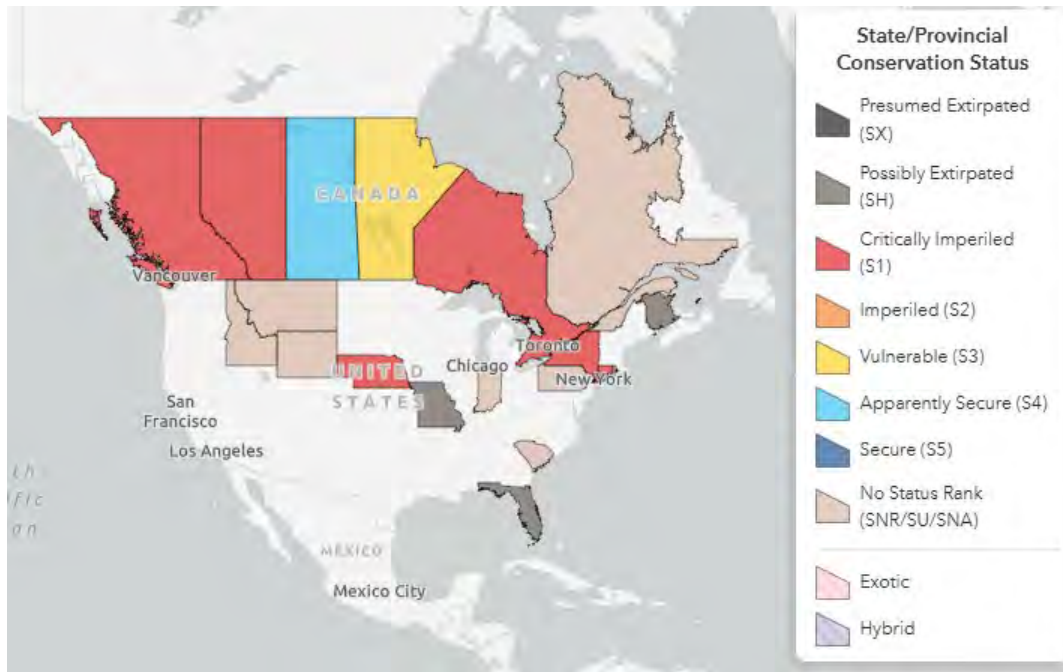 CANADA
Vancouver
Toronto
Chicago
New York
UNITED
STATES
San
Francisco
Los Angeles
MEXICO
Mexico City
State/Provincial
Conservation Status
Presumed Extirpated
(SX)
Possibly Extirpated
(SH)
Critically Imperiled
(S1)
Imperiled (S2)
Vulnerable (S3)
Apparently Secure (S4)
Secure (S5)
No Status Rank
(SNR/SU/SNA)
Exotic
Hybrid